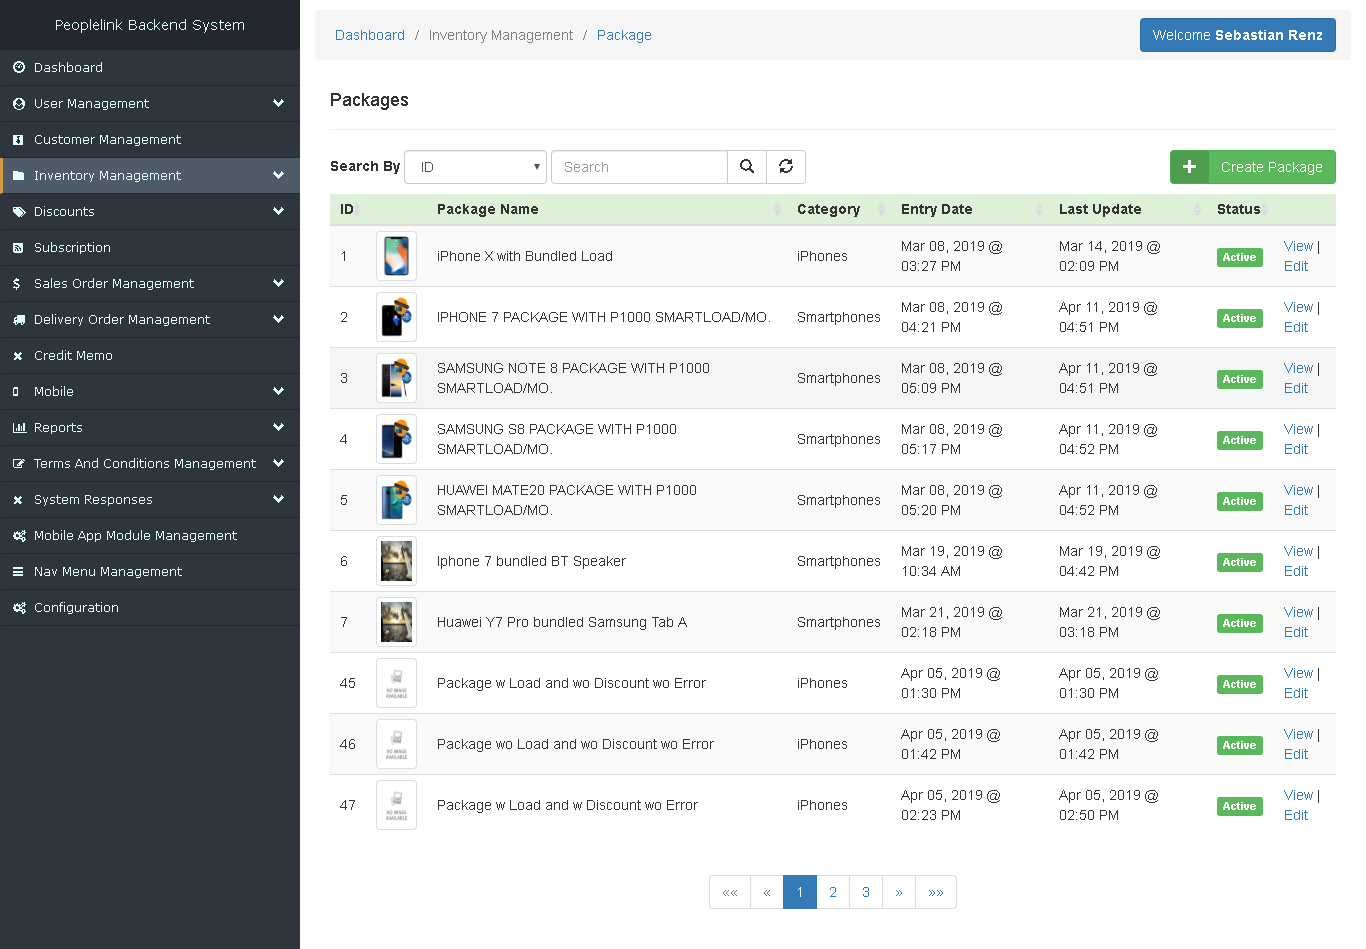 Peoplelink Backend System
Dashboard
User Management
Customer Management
Inventory Management
Discounts
Subscription
Sales Order Management
Delivery Order Management
Credit Memo
Mobile
Reports
Terms And Conditions Management
System Responses
Mobile App Module Management
Nav Menu Management
Configuration
Dashboard / Inventory Management / Package
Welcome Sebastian Renz
Packages
Search By ID Search
Create Package
ID Package Name Category Entry Date Last Update Status
1 iPhone X with Bundled Load iPhones Mar 08, 2019 @ 03:27 PM Mar 14, 2019 @ 02:09 PM Active View | Edit
2 IPHONE 7 PACKAGE WITH P1000 SMARTLOAD/MO. Smartphones Mar 08, 2019 @ 04:21 PM Apr 11, 2019 @ 04:51 PM Active View | Edit
3 SAMSUNG NOTE 8 PACKAGE WITH P1000 SMARTLOAD/MO. Smartphones Mar 08, 2019 @ 05:09 PM Apr 11, 2019 @ 04:51 PM Active View | Edit
4 SAMSUNG S8 PACKAGE WITH P1000 SMARTLOAD/MO. Smartphones Mar 08, 2019 @ 05:17 PM Apr 11, 2019 @ 04:52 PM Active View | Edit
5 HUAWEI MATE20 PACKAGE WITH P1000 SMARTLOAD/MO. Smartphones Mar 08, 2019 @ 05:20 PM Apr 11, 2019 @ 04:52 PM Active View | Edit
6 Iphone 7 bundled BT Speaker Smartphones Mar 19, 2019 @ 10:34 AM Mar 19, 2019 @ 04:42 PM Active View | Edit
7 Huawei Y7 Pro bundled Samsung Tab A Smartphones Mar 21, 2019 @ 02:18 PM Mar 21, 2019 @ 03:18 PM Active View | Edit
45 NO IMAGE AVAILABLE Package w Load and wo Discount wo Error iPhones Apr 05, 2019 @ 01:30 PM Apr 05, 2019 @ 01:30 PM Active View | Edit
46 NO IMAGE AVAILABLE Package wo Load and wo Discount wo Error iPhones Apr 05, 2019 @ 01:42 PM Apr 05, 2019 @ 01:42 PM Active View | Edit
47 NO IMAGE AVAILABLE Package w Load and w Discount wo Error iPhones Apr 05, 2019 @ 02:23 PM Apr 05, 2019 @ 02:50 PM Active View | Edit
«« « 1 2 3 » »»